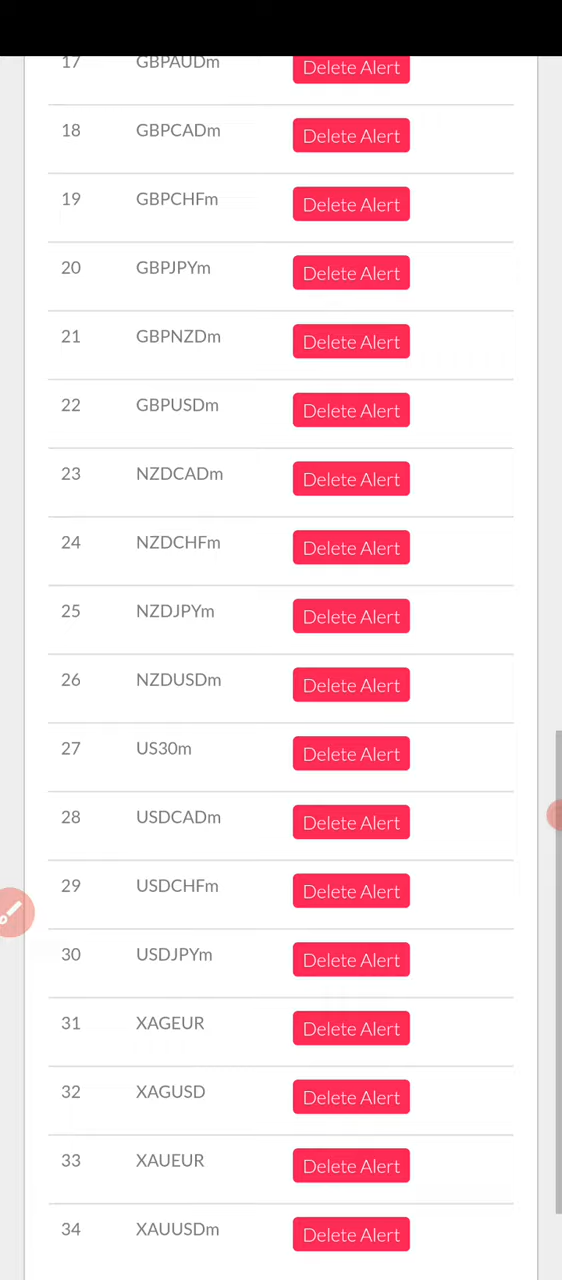 17 GBPAUDm Delete Alert
18 GBPCADm Delete Alert
19 GBPCHFm Delete Alert
20 GBPJPYm Delete Alert
21 GBPNZDm Delete Alert
22 GBPUSDm Delete Alert
23 NZDCADm Delete Alert
24 NZDCHFm Delete Alert
25 NZDJPYm Delete Alert
26 NZDUSDm Delete Alert
27 US30m Delete Alert
28 USDCADm Delete Alert
29 USDCHFm Delete Alert
30 USDJPYm Delete Alert
31 XAGEUR Delete Alert
32 XAGUSD Delete Alert
33 XAUEUR Delete Alert
34 XAUUSDm Delete Alert